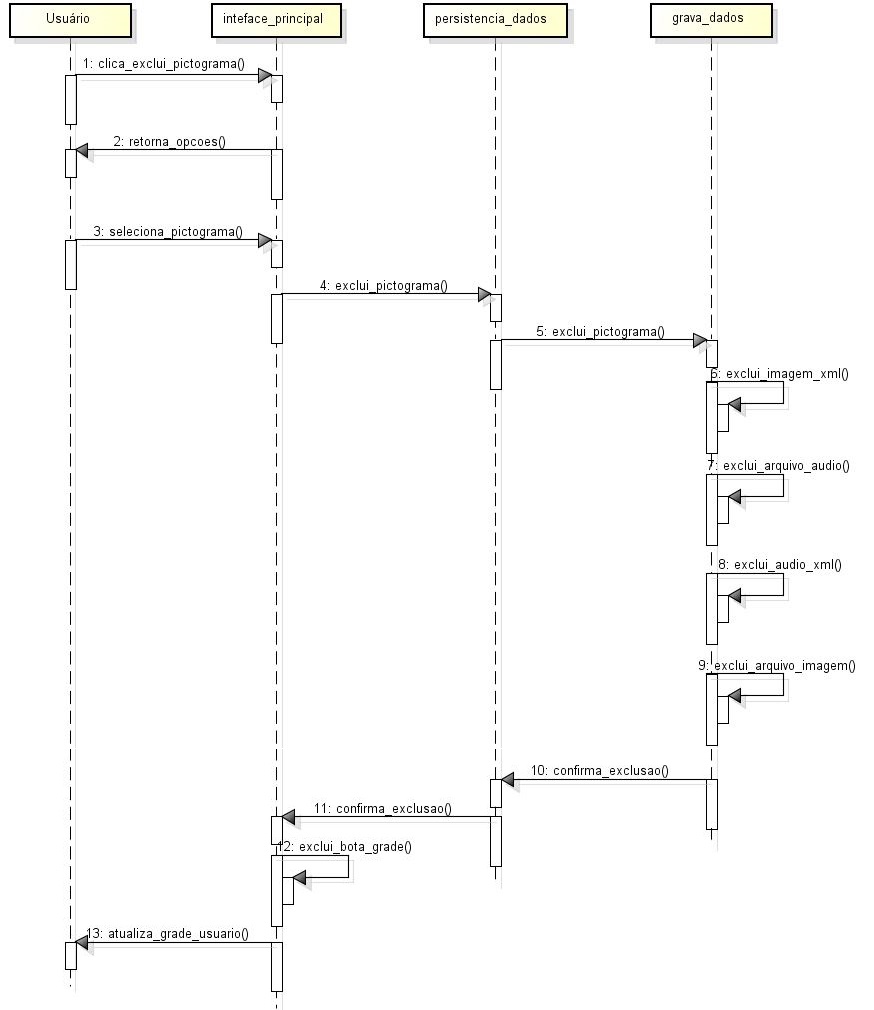 Usuário
inteface_principal
persistencia_dados
grava_dados
1: clica_exclui_pictograma()
2: retorna_opcoes()
3: seleciona_pictograma()
4: exclui_pictograma()
5: exclui_pictograma()
6: exclui_imagem_xml()
7: exclui_arquivo_audio()
8: exclui_audio_xml()
9: exclui_arquivo_imagem()
10: confirma_exclusao()
11: confirma_exclusao()
12: exclui_bota_grade()
13: atualiza_grade_usuario()